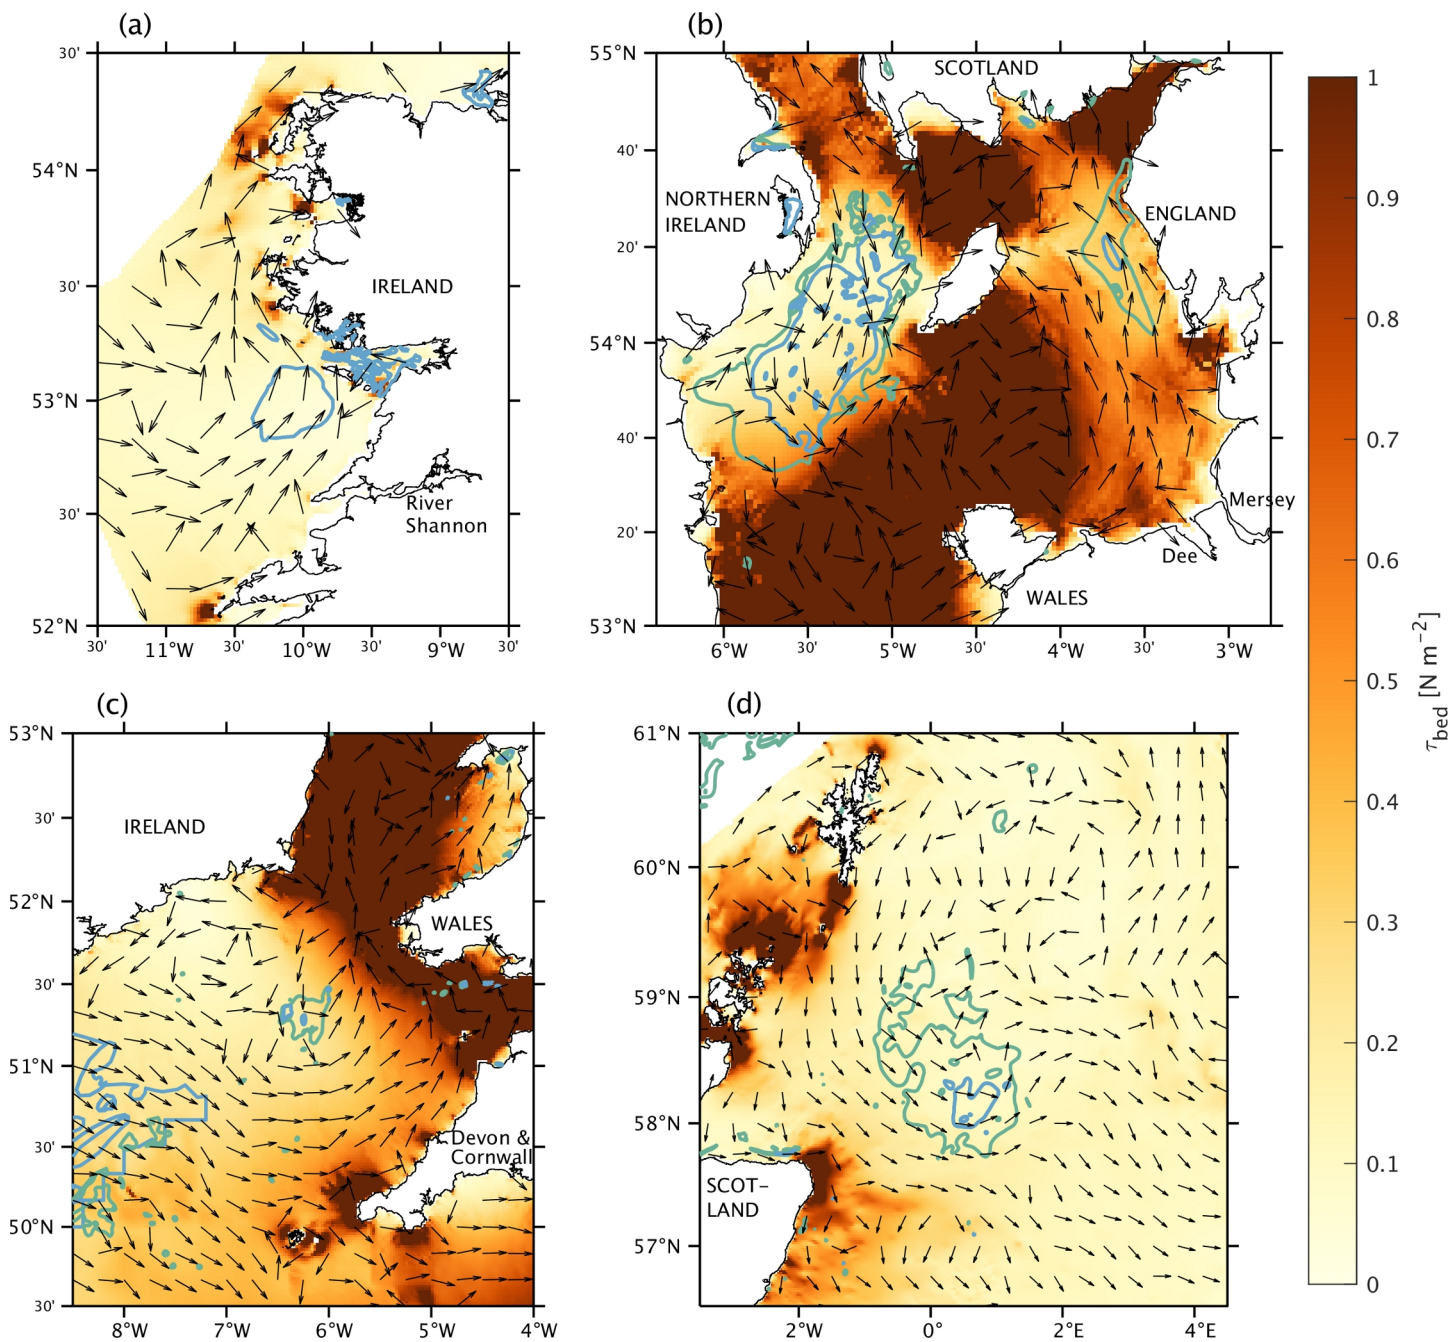 (a)
30'
54°N
30'
53°N
30'
52°N
30'
11°W
30'
10°W
30'
9°W
30'
IRELAND
River
Shannon
(b)
55°N
40'
20'
54°N
40'
20'
53°N
6°W
30'
5°W
30'
4°W
30'
3°W
SCOTLAND
NORTHERN
IRELAND
ENGLAND
Mersey
Dee
WALES
(c)
53°N
30'
52°N
30'
51°N
30'
50°N
30'
8°W
7°W
6°W
5°W
4°W
IRELAND
WALES
Devon &
Cornwall
(d)
61°N
60°N
59°N
58°N
57°N
2°W
0°
2°E
4°E
SCOT–
LAND
1
0.9
0.8
0.7
0.6
0.5
0.4
0.3
0.2
0.1
0
τbed [N m−2]